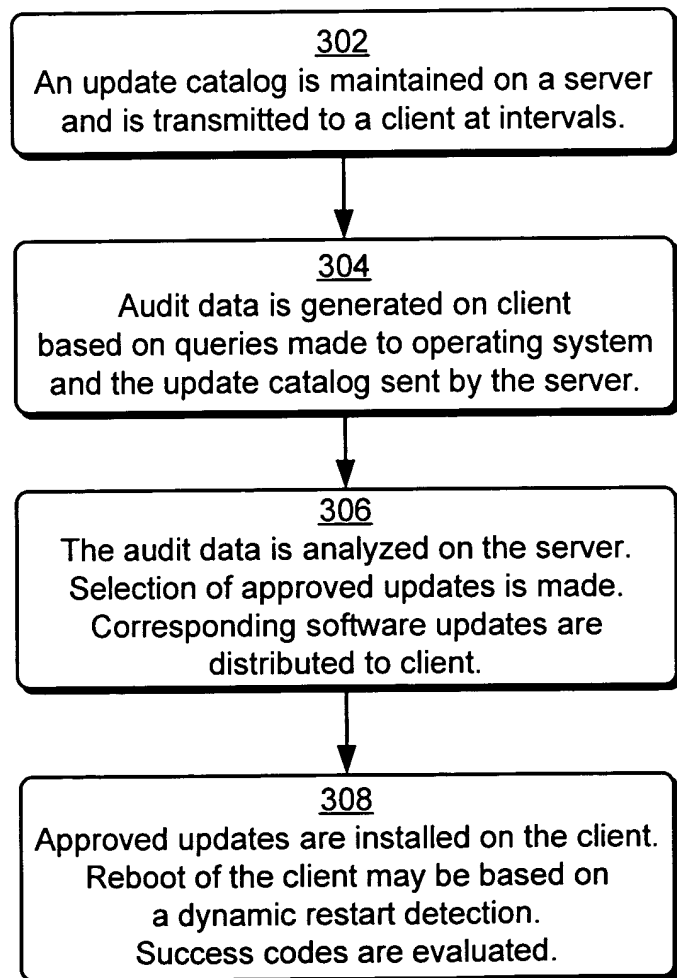 302
An update catalog is maintained on a server
and is transmitted to a client at intervals.
304
Audit data is generated on client
based on queries made to operating system
and the update catalog sent by the server.
306
The audit data is analyzed on the server.
Selection of approved updates is made.
Corresponding software updates are
distributed to client.
308
Approved updates are installed on the client.
Reboot of the client may be based on
a dynamic restart detection.
Success codes are evaluated.